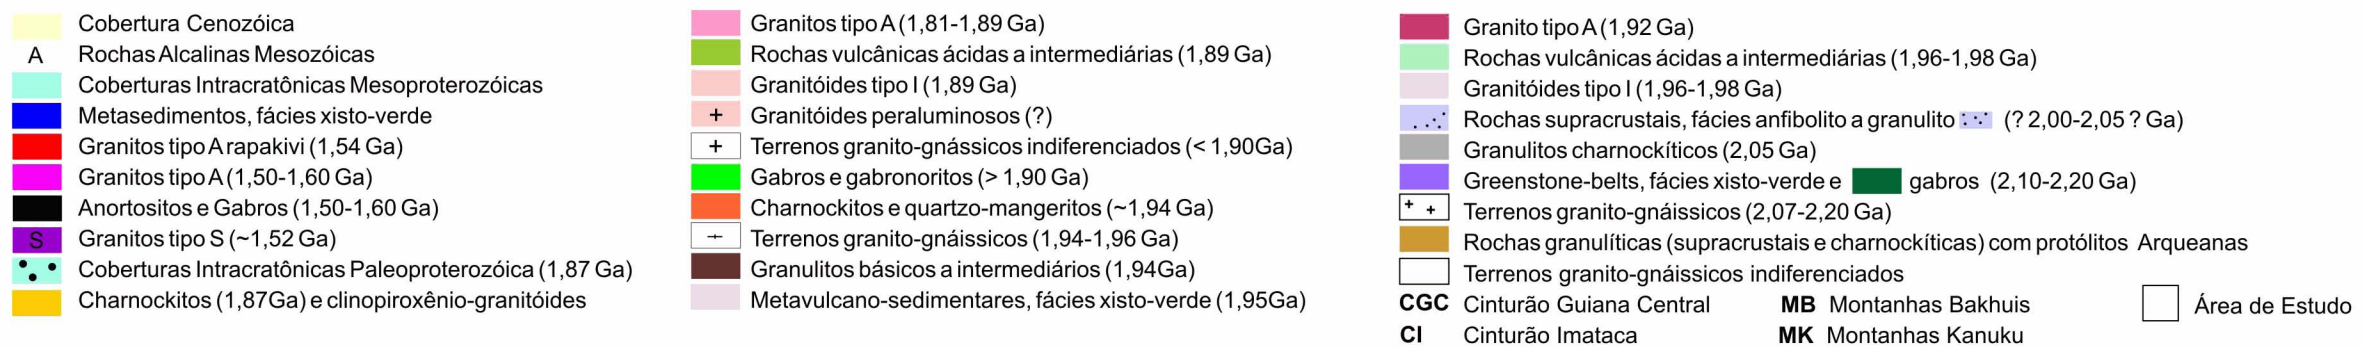 Cobertura Cenozóica
A Rochas Alcalinas Mesozóicas
Coberturas Intracratônicas Mesoproterozóicas
Metasedimentos, fácies xisto-verde
Granitos tipo A rapakivi (1,54 Ga)
Granitos tipo A (1,50-1,60 Ga)
Anortositos e Gabros (1,50-1,60 Ga)
S Granitos tipo S (~1,52 Ga)
Coberturas Intracratônicas Paleoproterozóica (1,87 Ga)
Charnockitos (1,87Ga) e clinopiroxênio-granitóides
Granitos tipo A (1,81-1,89 Ga)
Rochas vulcânicas ácidas a intermediárias (1,89 Ga)
Granitóides tipo I (1,89 Ga)
+ Granitóides peraluminosos (?)
+ Terrenos granito-gnássicos indiferenciados (< 1,90Ga)
Gabros e gabronoritos (> 1,90 Ga)
Charnockitos e quartzo-mangeritos (~1,94 Ga)
Terrenos granito-gnáissicos (1,94-1,96 Ga)
Granulitos básicos a intermediários (1,94Ga)
Metavulcano-sedimentares, fácies xisto-verde (1,95Ga)
Granito tipo A (1,92 Ga)
Rochas vulcânicas ácidas a intermediárias (1,96-1,98 Ga)
Granitóides tipo I (1,96-1,98 Ga)
Rochas supracrustais, fácies anfibolito a granulito (? 2,00-2,05 ? Ga)
Granulitos charnockíticos (2,05 Ga)
Greenstone-belts, fácies xisto-verde e gabros (2,10-2,20 Ga)
+ + Terrenos granito-gnáissicos (2,07-2,20 Ga)
Rochas granulíticas (supracrustais e charnockíticas) com protólitos Arqueanas
Terrenos granito-gnáissicos indiferenciados
CGC Cinturão Guiana Central MB Montanhas Bakhuis Área de Estudo
CI Cinturão Imataca MK Montanhas Kanuku